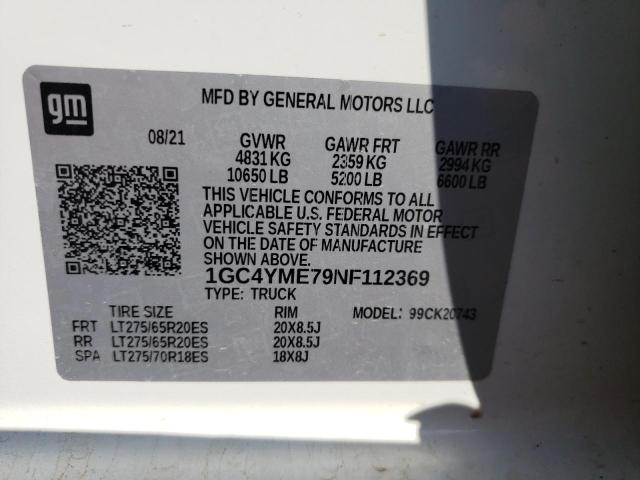 gm
MFD BY GENERAL MOTORS LLC
08/21 GVWR GAWR FRT GAWR RR
4831 KG 2359 KG 2994 KG
10650 LB 5200 LB 6600 LB
THIS VEHICLE CONFORMS TO ALL
APPLICABLE U.S. FEDERAL MOTOR
VEHICLE SAFETY STANDARDS IN EFFECT
ON THE DATE OF MANUFACTURE
SHOWN ABOVE.
1GC4YME79NF112369
TYPE: TRUCK
TIRE SIZE RIM MODEL: 99CK20743
FRT LT275/65R20ES 20X8.5J
RR LT275/65R20ES 20X8.5J
SPA LT275/70R18ES 18X8J